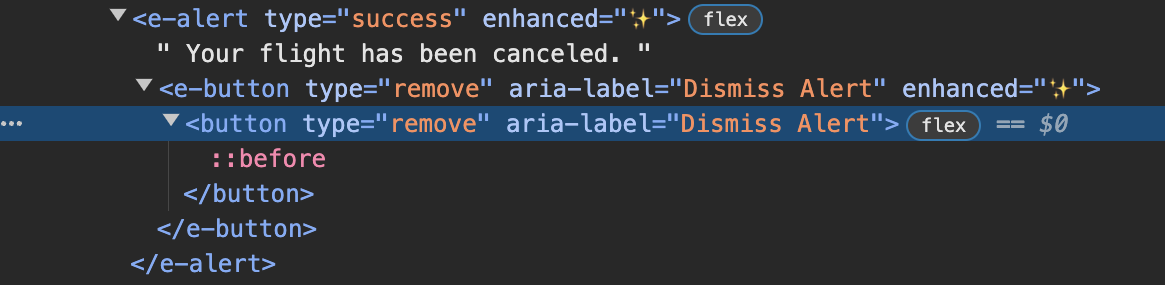 <e-alert type="success" enhanced="✨"> flex
" Your flight has been canceled. "
<e-button type="remove" aria-label="Dismiss Alert" enhanced="✨">
<button type="remove" aria-label="Dismiss Alert"> flex == $0
::before
</button>
</e-button>
</e-alert>